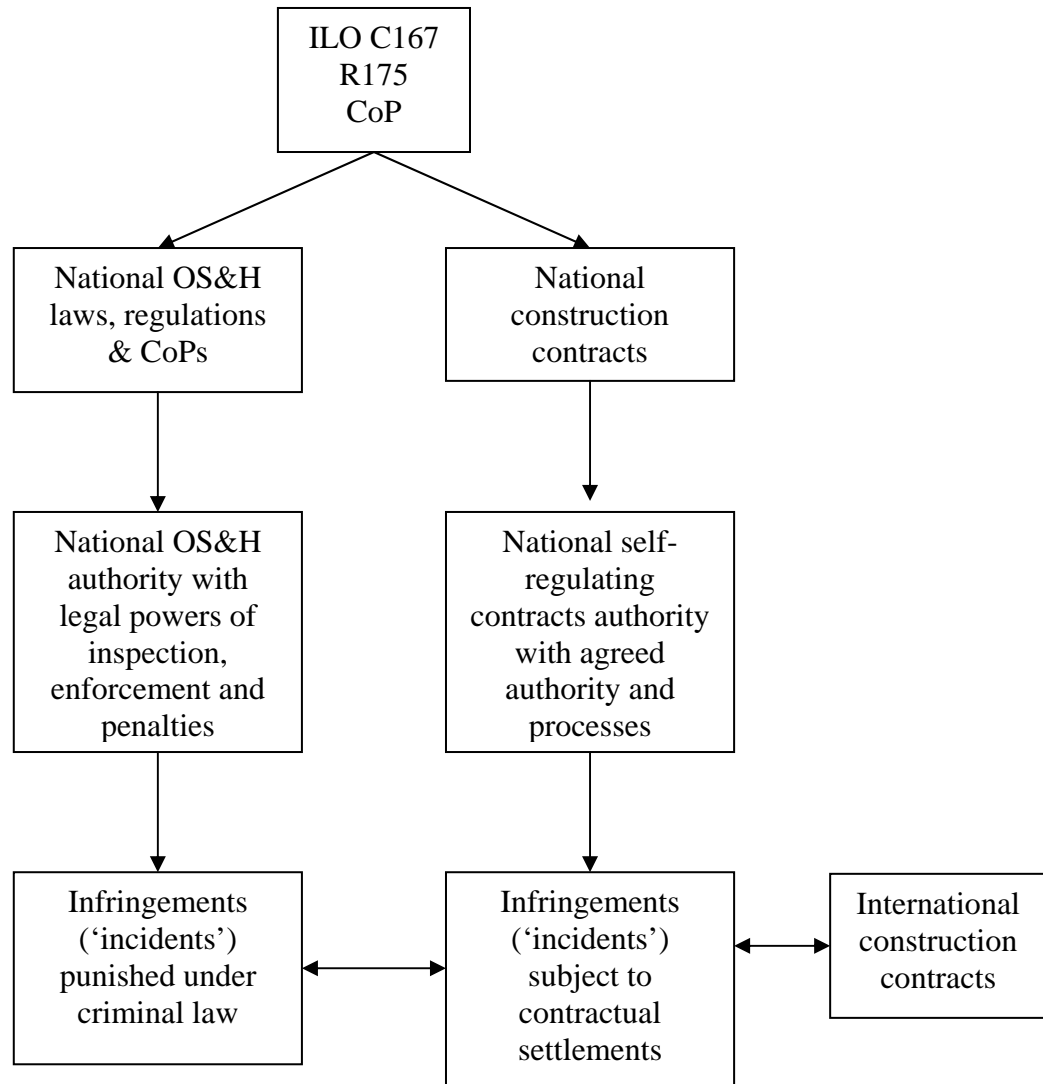 ILO C167
R175
CoP
National OS&H
laws, regulations
& CoPs
National
construction
contracts
National OS&H
authority with
legal powers of
inspection,
enforcement and
penalties
National self-
regulating
contracts authority
with agreed
authority and
processes
Infringements
(‘incidents’)
punished under
criminal law
Infringements
(‘incidents’)
subject to
contractual
settlements
International
construction
contracts